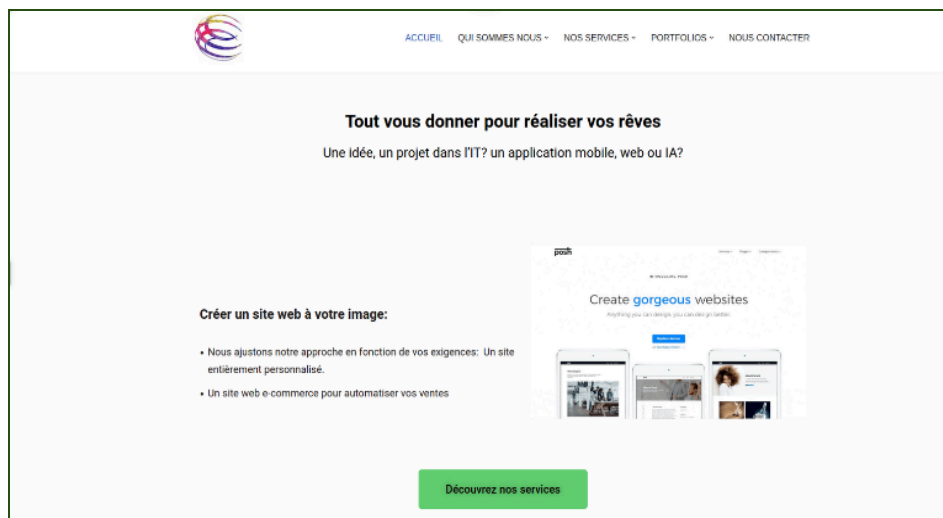 ACCUEIL QUI SOMMES NOUS NOS SERVICES PORTFOLIOS NOUS CONTACTER
Tout vous donner pour réaliser vos rêves
Une idée, un projet dans l'IT? un application mobile, web ou IA?
posh
Create gorgeous websites
Anything you can design, you can design better.
Créer un site web à votre image:
• Nous ajustons notre approche en fonction de vos exigences: Un site
entièrement personnalisé.
• Un site web e-commerce pour automatiser vos ventes
Découvrez nos services